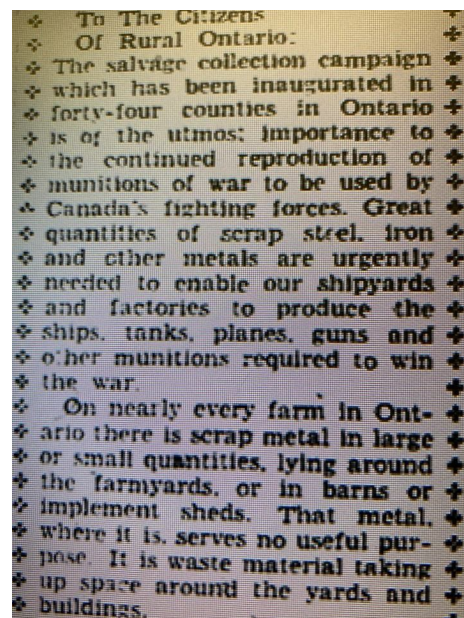 To The Citizens
Of Rural Ontario:
The salvage collection campaign
which has been inaugurated in
forty-four counties in Ontario
is of the utmost importance to
the continued reproduction of
munitions of war to be used by
Canada's fighting forces. Great
quantities of scrap steel, iron
and other metals are urgently
needed to enable our shipyards
and factories to produce the
ships, tanks, planes, guns and
other munitions required to win
the war.
On nearly every farm in Ont-
ario there is scrap metal in large
or small quantities, lying around
the farmyards, or in barns or
implement sheds. That metal,
where it is, serves no useful pur-
pose. It is waste material taking
up space around the yards and
buildings.